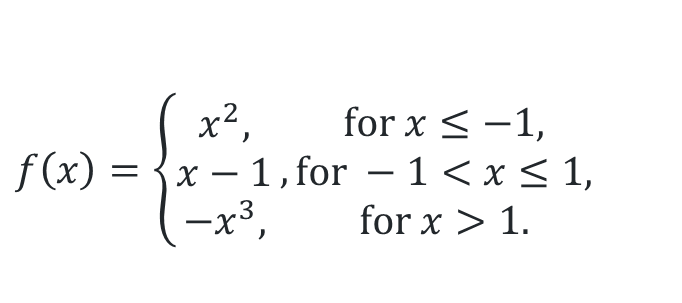 x², for x ≤ −1,
f(x) = { x − 1 , for − 1 < x ≤ 1,
−x³, for x > 1.